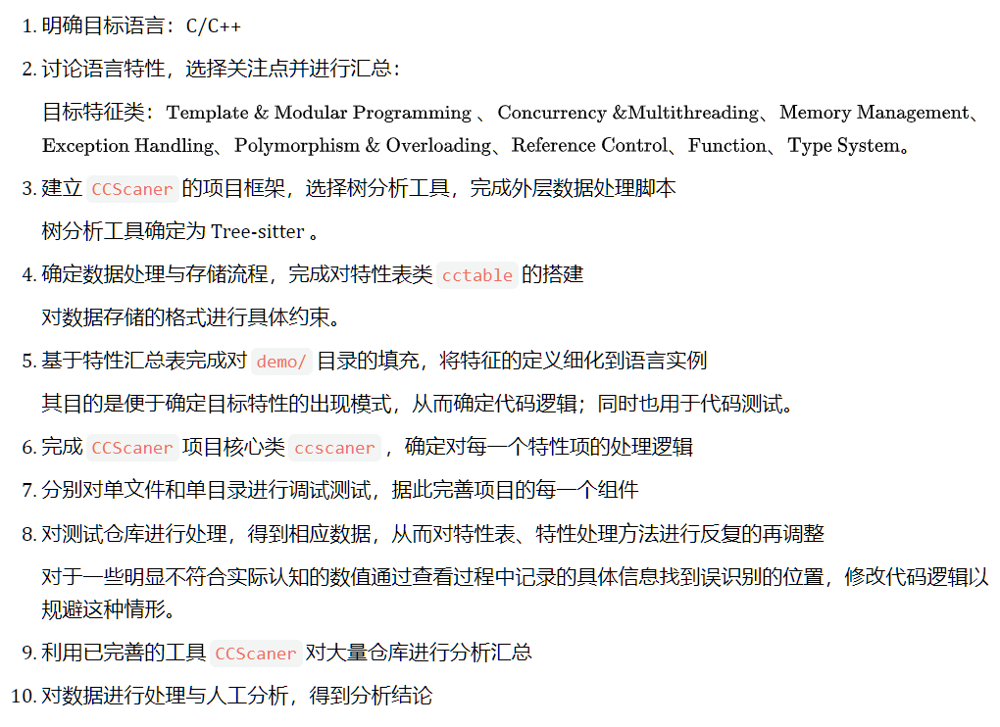 1. 明确目标语言：C/C++
2. 讨论语言特性，选择关注点并进行汇总：
目标特征类：Template & Modular Programming 、Concurrency &Multithreading、Memory Management、
Exception Handling、Polymorphism & Overloading、Reference Control、Function、Type System。
3. 建立 CCScaner 的项目框架，选择树分析工具，完成外层数据处理脚本
树分析工具确定为 Tree-sitter 。
4. 确定数据处理与存储流程，完成对特性表类 cctable 的搭建
对数据存储的格式进行具体约束。
5. 基于特性汇总表完成对 demo/ 目录的填充，将特征的定义细化到语言实例
其目的是便于确定目标特性的出现模式，从而确定代码逻辑；同时也用于代码测试。
6. 完成 CCScaner 项目核心类 ccscaner ，确定对每一个特性项的处理逻辑
7. 分别对单文件和单目录进行调试测试，据此完善项目的每一个组件
8. 对测试仓库进行处理，得到相应数据，从而对特性表、特性处理方法进行反复的再调整
对于一些明显不符合实际认知的数值通过查看过程中记录的具体信息找到误识别的位置，修改代码逻辑以
规避这种情形。
9. 利用已完善的工具 CCScaner 对大量仓库进行分析汇总
10. 对数据进行处理与人工分析，得到分析结论